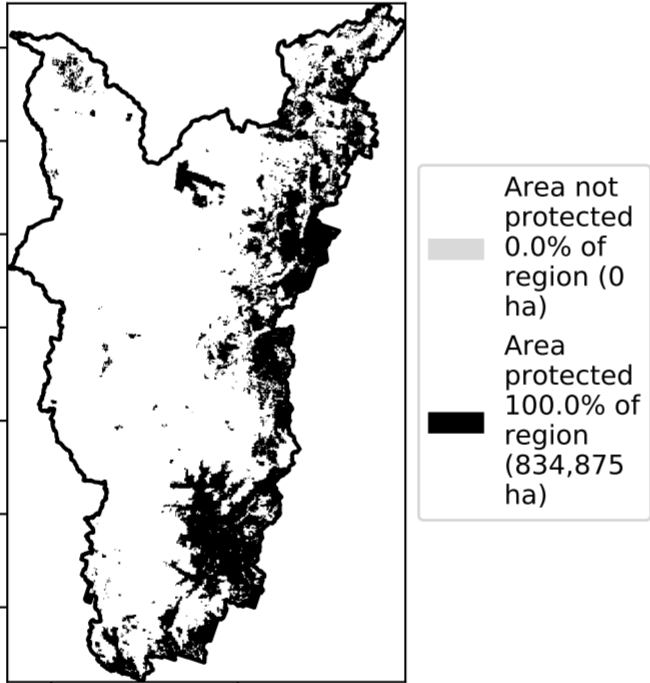 Area not
protected
0.0% of
region (0
ha)
Area
protected
100.0% of
region
(834,875
ha)